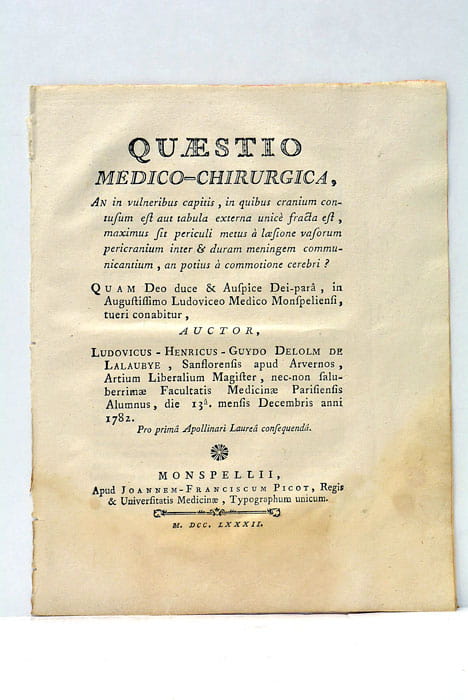 QUÆSTIO
MEDICO-CHIRURGICA,
AN in vulneribus capitis, in quibus cranium con-
tuſum eſt aut tabula externa unicè fracta eſt,
maximus ſit periculi metus à læſione vaſorum
pericranium inter & duram meningem commu-
nicantium, an potius à commotione cerebri?
QUAM Deo duce & Auſpice Dei-parâ, in
Auguſtiſſimo Ludoviceo Medico Monſpelienſi,
tueri conabitur,
AUCTOR,
LUDOVICUS-HENRICUS-GUYDO DELOLM DE
LALAUBYE, Sanflorenſis apud Arvernos,
Artium Liberalium Magiſter, nec-non ſalu-
berrimæ Facultatis Medicinæ Pariſienſis
Alumnus, die 13â. menſis Decembris anni
1782.
Pro primâ Apollinari Laureâ conſequendâ.
MONSPELII,
Apud JOANNEM-FRANCISCUM PICOT, Regis
& Univerſitatis Medicinæ, Typographum unicum.
M. DCC. LXXXII.